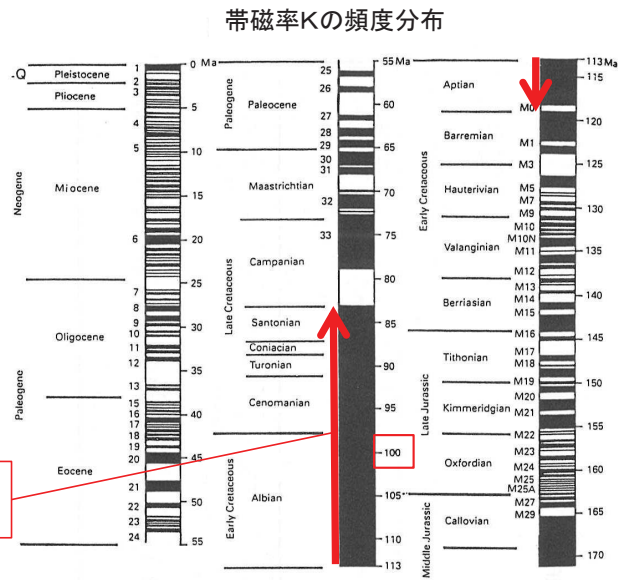 帯磁率Kの頻度分布
-Q
Neogene
Paleogene
Pleistocene
Pliocene
Miocene
Oligocene
Eocene
1
2
3
4
5
6
7
8
9
10
11
12
13
15
16
17
18
19
20
21
22
23
24
0 Ma
5
10
15
20
25
30
35
40
45
50
55
Paleogene
Late Cretaceous
Early Cretaceous
Paleocene
Maastrichtian
Campanian
Santonian
Coniacian
Turonian
Cenomanian
Albian
25
26
27
28
29
30
31
32
33
55 Ma
60
65
70
75
80
85
90
95
100
105
110
113
Early Cretaceous
Late Jurassic
Middle Jurassic
Aptian
Barremian
Hauterivian
Valanginian
Berriasian
Tithonian
Kimmeridgian
Oxfordian
Callovian
M0
M1
M3
M5
M7
M9
M10
M10N
M11
M12
M13
M14
M15
M16
M17
M18
M19
M20
M21
M22
M23
M24
M25
M25A
M27
M29
113 Ma
115
120
125
130
135
140
145
150
155
160
165
170